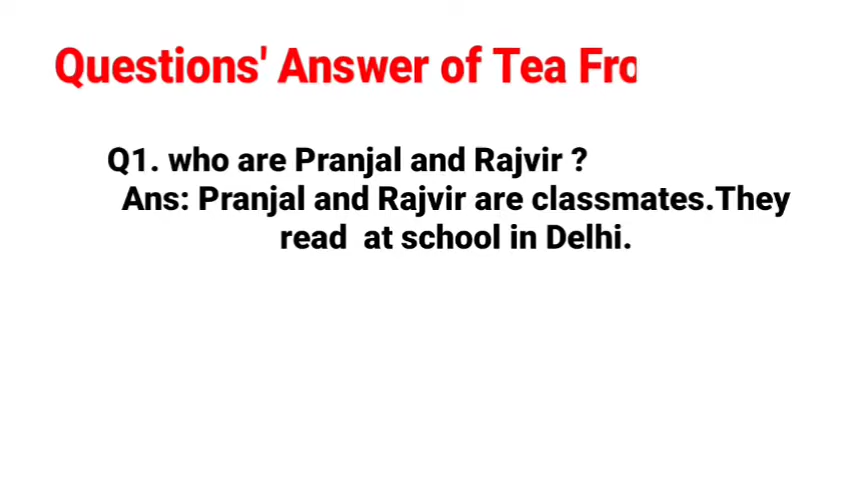 Questions' Answer of Tea Fro
Q1. who are Pranjal and Rajvir ?
Ans: Pranjal and Rajvir are classmates.They
read at school in Delhi.